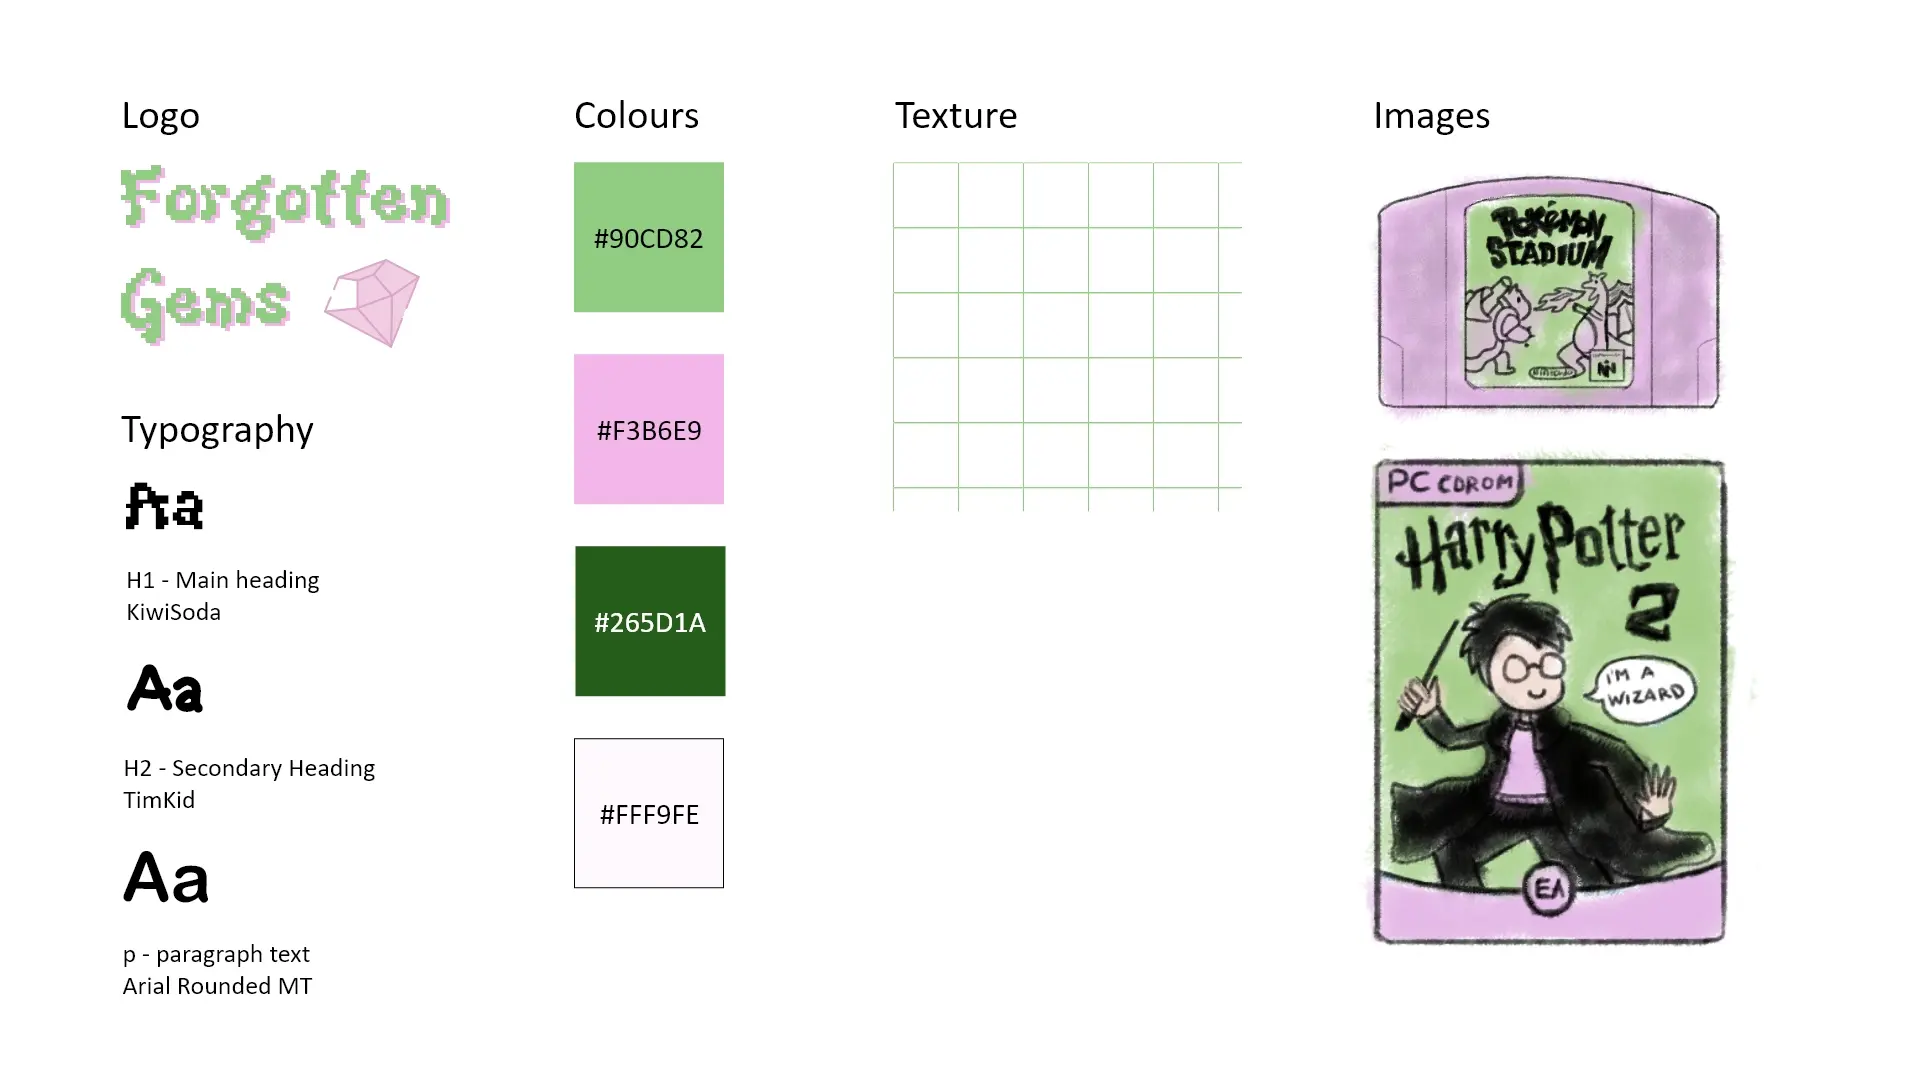 Logo
Forgotten
Gems
Typography
Aa
H1 - Main heading
KiwiSoda
Aa
H2 - Secondary Heading
TimKid
Aa
p - paragraph text
Arial Rounded MT
Colours
#90CD82
#F3B6E9
#265D1A
#FFF9FE
Texture
Images
POKéMON
STADIUM
Nintendo
N
PC CDROM
Harry Potter
2
I'M A
WIZARD
EA